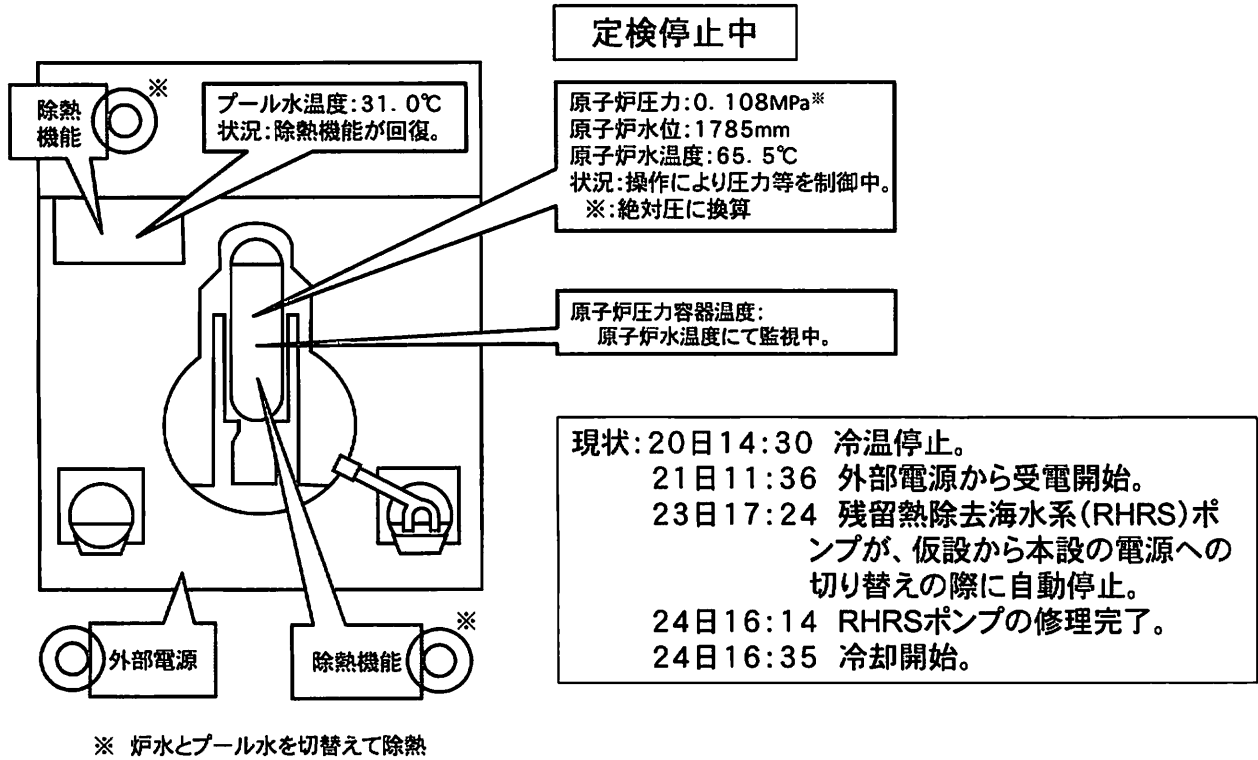 定検停止中
※
除熱
機能
プール水温度:31.0℃
状況:除熱機能が回復。
原子炉圧力:0.108MPa※
原子炉水位:1785mm
原子炉水温度:65.5℃
状況:操作により圧力等を制御中。
※:絶対圧に換算
原子炉圧力容器温度:
原子炉水温度にて監視中。
現状:20日14:30 冷温停止。
21日11:36 外部電源から受電開始。
23日17:24 残留熱除去海水系(RHRS)ポ
ンプが、仮設から本設の電源への
切り替えの際に自動停止。
24日16:14 RHRSポンプの修理完了。
24日16:35 冷却開始。
外部電源
除熱機能
※
※ 炉水とプール水を切替えて除熱